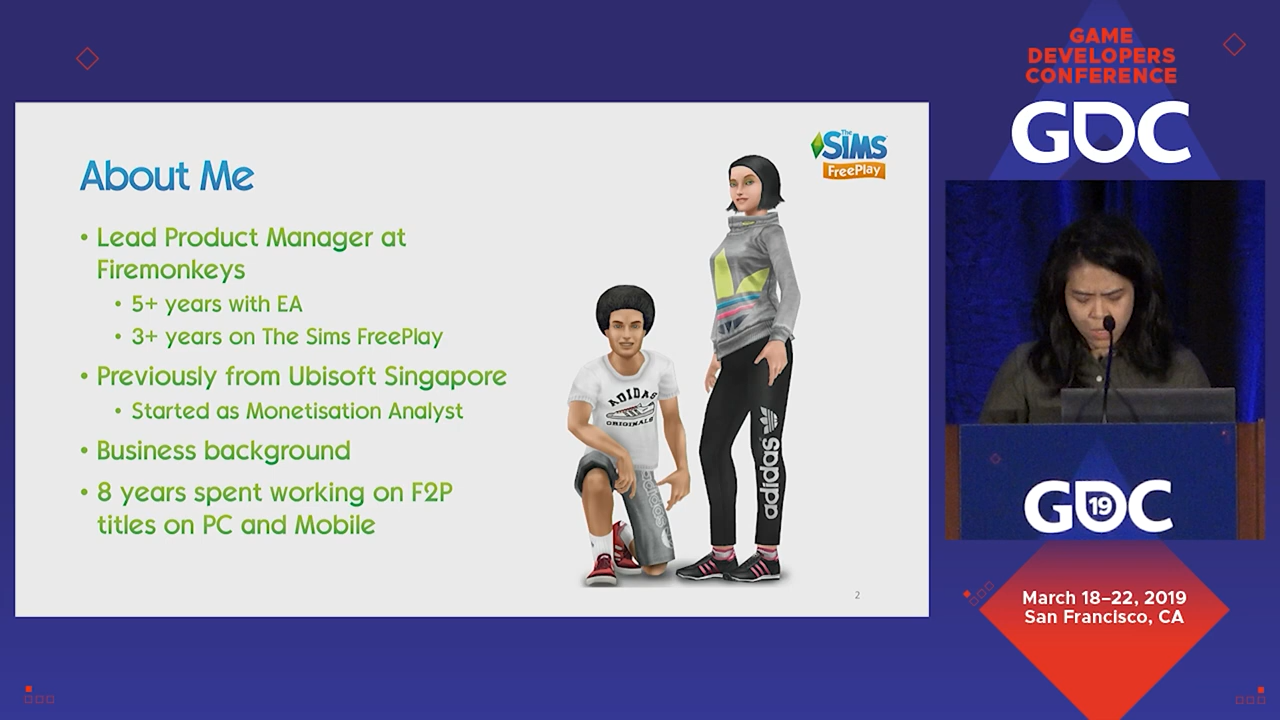 GAME
DEVELOPERS
CONFERENCE
GDC
About Me
The
SiMS
FreePlay
• Lead Product Manager at
Firemonkeys
• 5+ years with EA
• 3+ years on The Sims FreePlay
• Previously from Ubisoft Singapore
• Started as Monetisation Analyst
• Business background
• 8 years spent working on F2P
titles on PC and Mobile
ADIDAS
ORIGINALS
adidas
adidas
2
GDC
19
March 18–22, 2019
San Francisco, CA